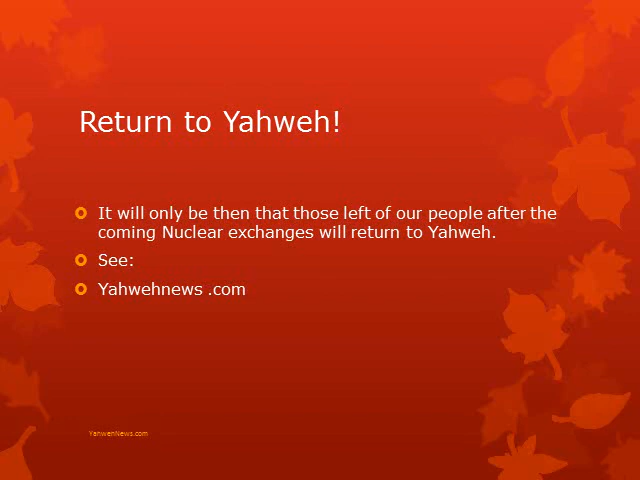 Return to Yahweh!
It will only be then that those left of our people after the
coming Nuclear exchanges will return to Yahweh.
See:
Yahwehnews .com
YahwehNews.com